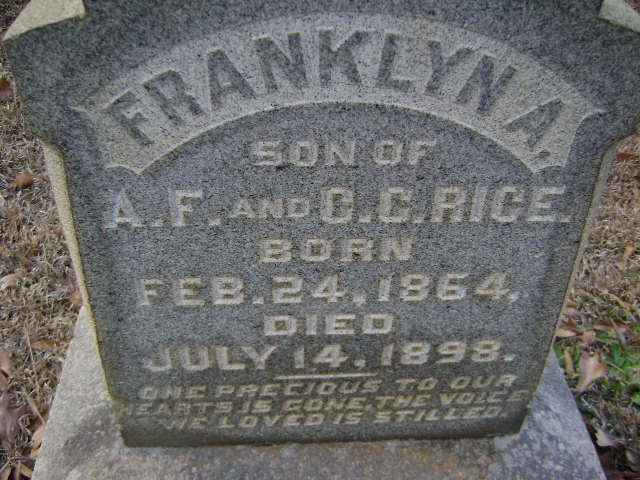 FRANKLYN A.
SON OF
A. F. AND C. C. RICE.
BORN
FEB. 24, 1864,
DIED
JULY 14, 1898.
ONE PRECIOUS TO OUR
HEARTS IS GONE, THE VOICE
WE LOVED IS STILLED.